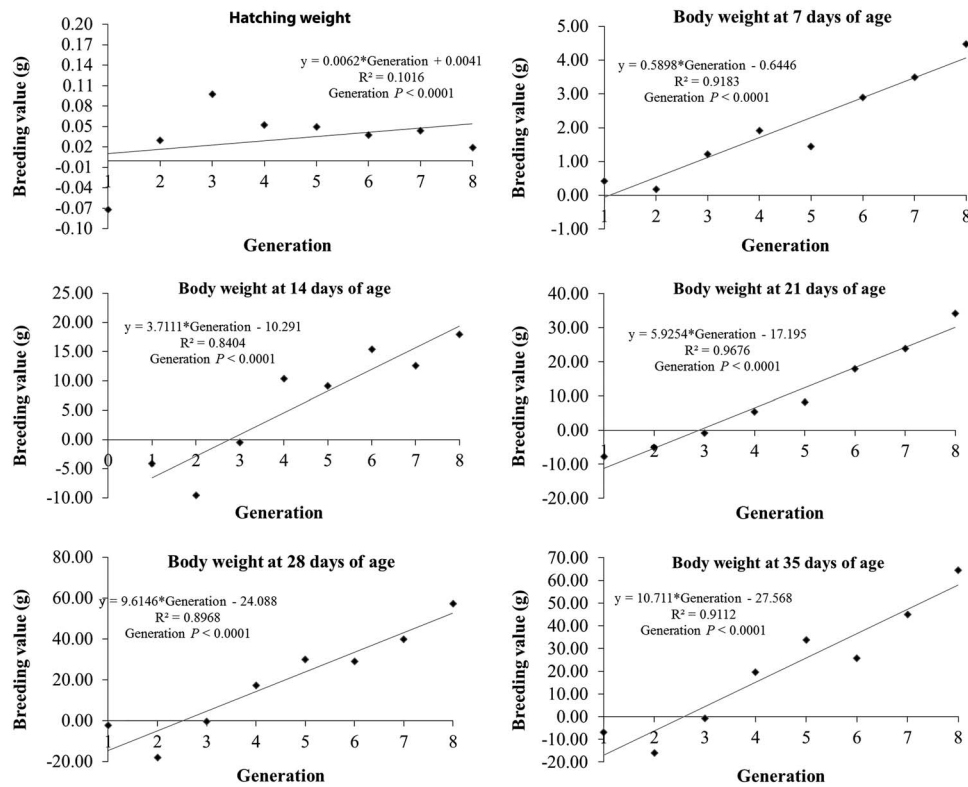 Hatching weight
0.20
0.17
0.14
0.11
0.08
0.05
0.02
-0.01
-0.04
-0.07
-0.10
Breeding value (g)
y = 0.0062*Generation + 0.0041
R² = 0.1016
Generation P < 0.0001
1 2 3 4 5 6 7 8
Generation
Body weight at 7 days of age
5.00
4.00
3.00
2.00
1.00
0.00
-1.00
Breeding value (g)
y = 0.5898*Generation - 0.6446
R² = 0.9183
Generation P < 0.0001
1 2 3 4 5 6 7 8
Generation
Body weight at 14 days of age
25.00
20.00
15.00
10.00
5.00
0.00
-5.00
-10.00
Breeding value (g)
y = 3.7111*Generation - 10.291
R² = 0.8404
Generation P < 0.0001
0 1 2 3 4 5 6 7 8
Generation
Body weight at 21 days of age
40.00
30.00
20.00
10.00
0.00
-10.00
-20.00
Breeding value (g)
y = 5.9254*Generation - 17.195
R² = 0.9676
Generation P < 0.0001
1 2 3 4 5 6 7 8
Generation
Body weight at 28 days of age
80.00
60.00
40.00
20.00
0.00
-20.00
Breeding value (g)
y = 9.6146*Generation - 24.088
R² = 0.8968
Generation P < 0.0001
1 2 3 4 5 6 7 8
Generation
Body weight at 35 days of age
70.00
60.00
50.00
40.00
30.00
20.00
10.00
0.00
-10.00
-20.00
Breeding value (g)
y = 10.711*Generation - 27.568
R² = 0.9112
Generation P < 0.0001
1 2 3 4 5 6 7 8
Generation